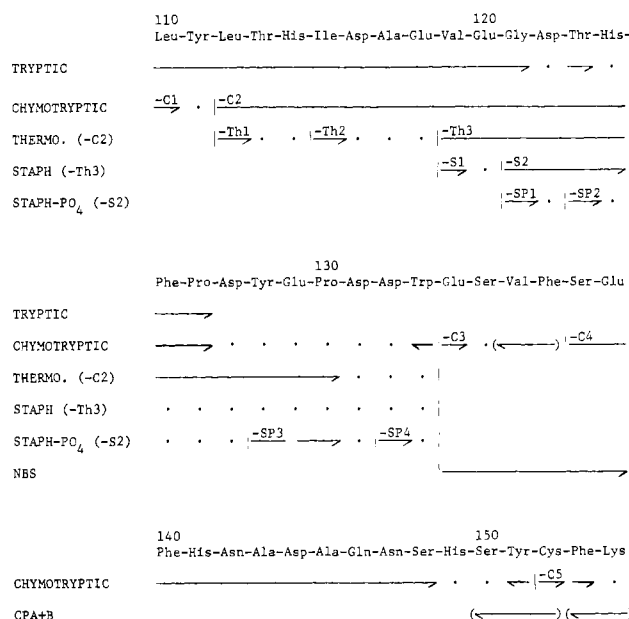 110 120
Leu-Tyr-Leu-Thr-His-Ile-Asp-Ala-Glu-Val-Glu-Gly-Asp-Thr-His-
TRYPTIC
CHYMOTRYPTIC -C1 -C2
THERMO. (-C2) -Th1 -Th2 -Th3
STAPH (-Th3) -S1 -S2
STAPH-PO4 (-S2) -SP1 -SP2
130
Phe-Pro-Asp-Tyr-Glu-Pro-Asp-Asp-Trp-Glu-Ser-Val-Phe-Ser-Glu
TRYPTIC
CHYMOTRYPTIC -C3 -C4
THERMO. (-C2)
STAPH (-Th3)
STAPH-PO4 (-S2) -SP3 -SP4
NBS
140 150
Phe-His-Asn-Ala-Asp-Ala-Gln-Asn-Ser-His-Ser-Tyr-Cys-Phe-Lys
CHYMOTRYPTIC -C5
CPA+B